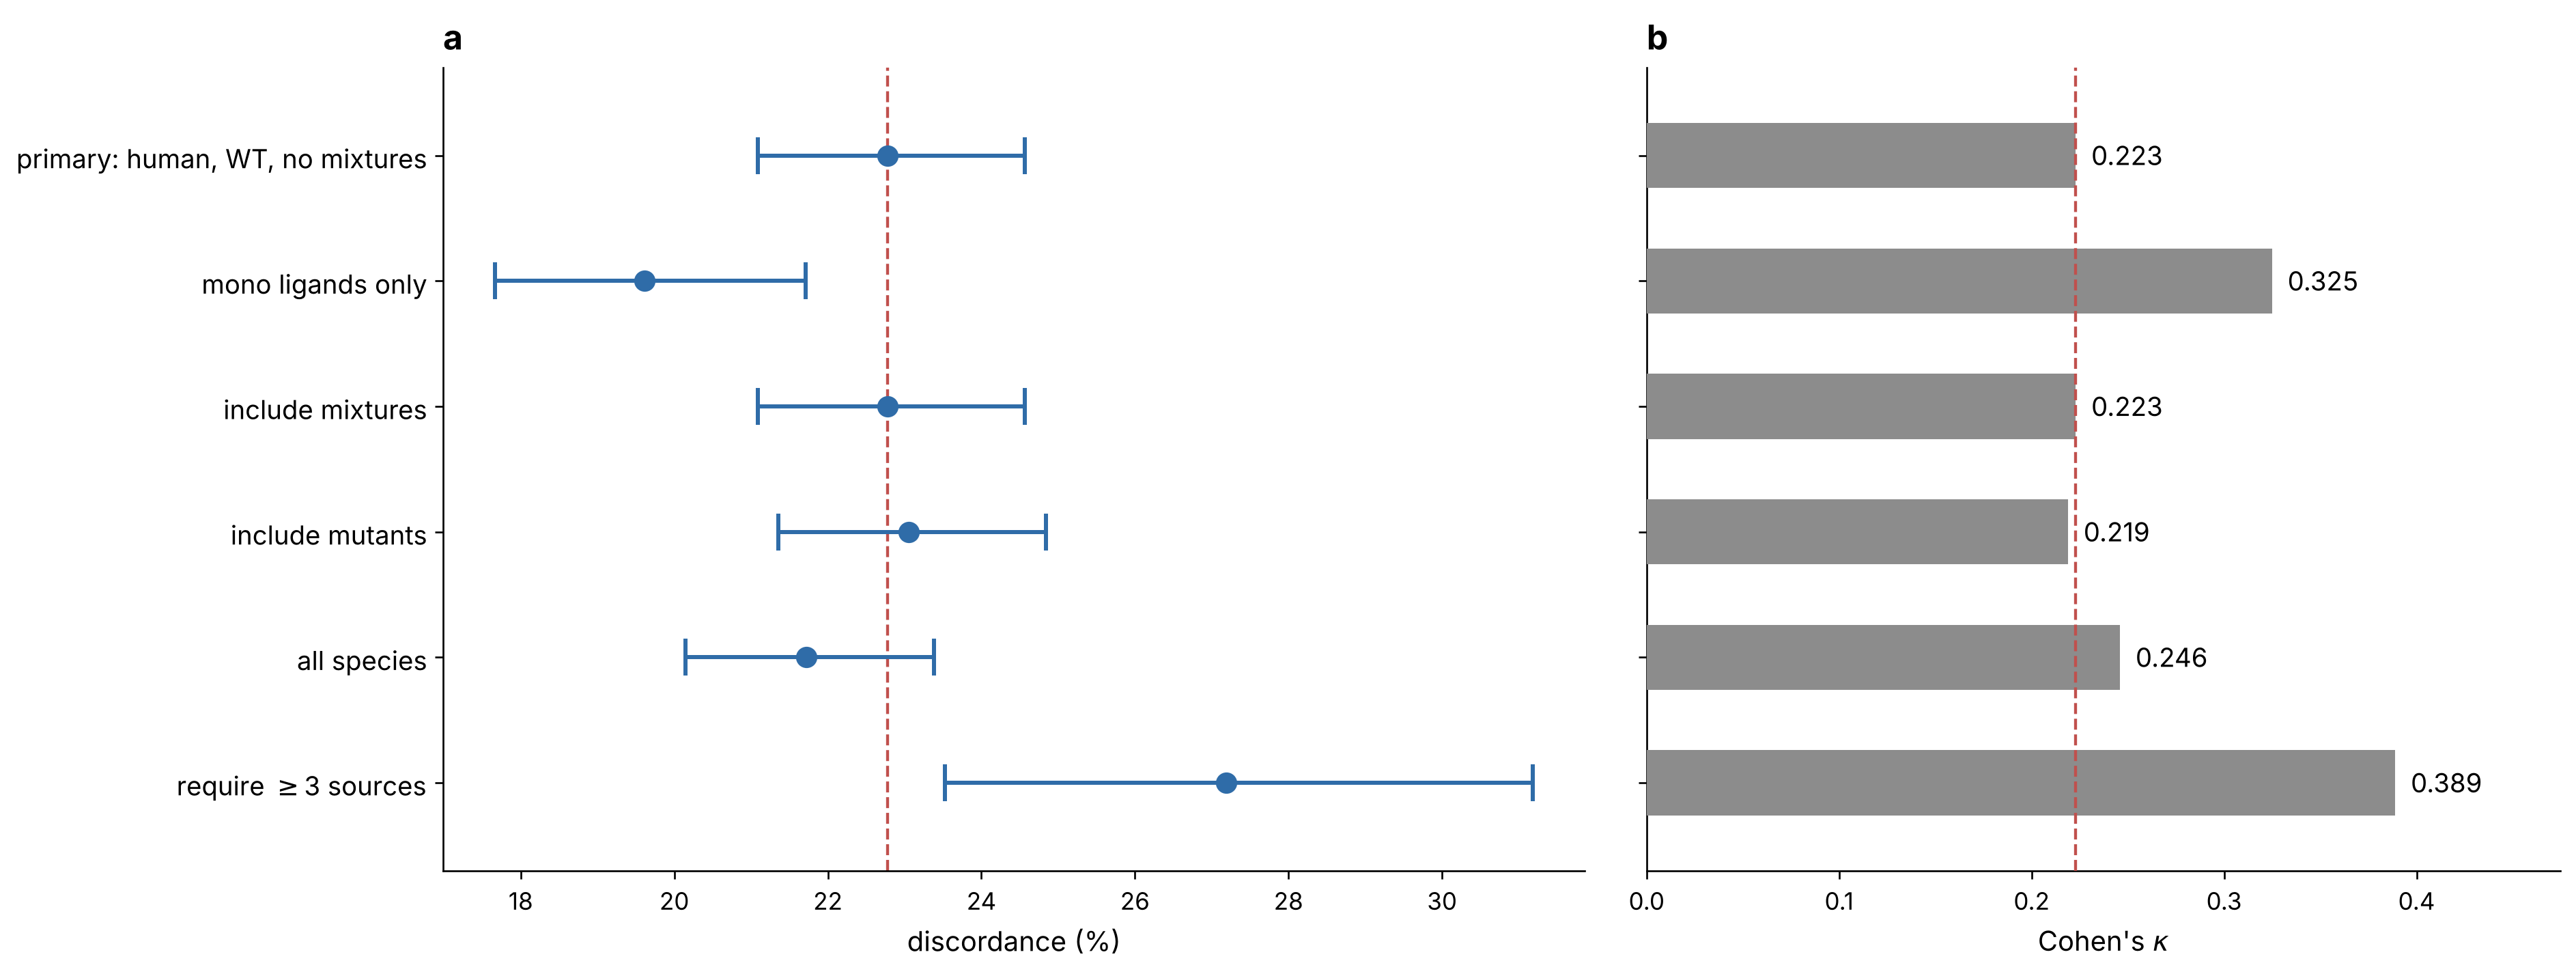 a
primary: human, WT, no mixtures
mono ligands only
include mixtures
include mutants
all species
require ≥ 3 sources
18 20 22 24 26 28 30
discordance (%)
b
0.223
0.325
0.223
0.219
0.246
0.389
0.0 0.1 0.2 0.3 0.4
Cohen's κ